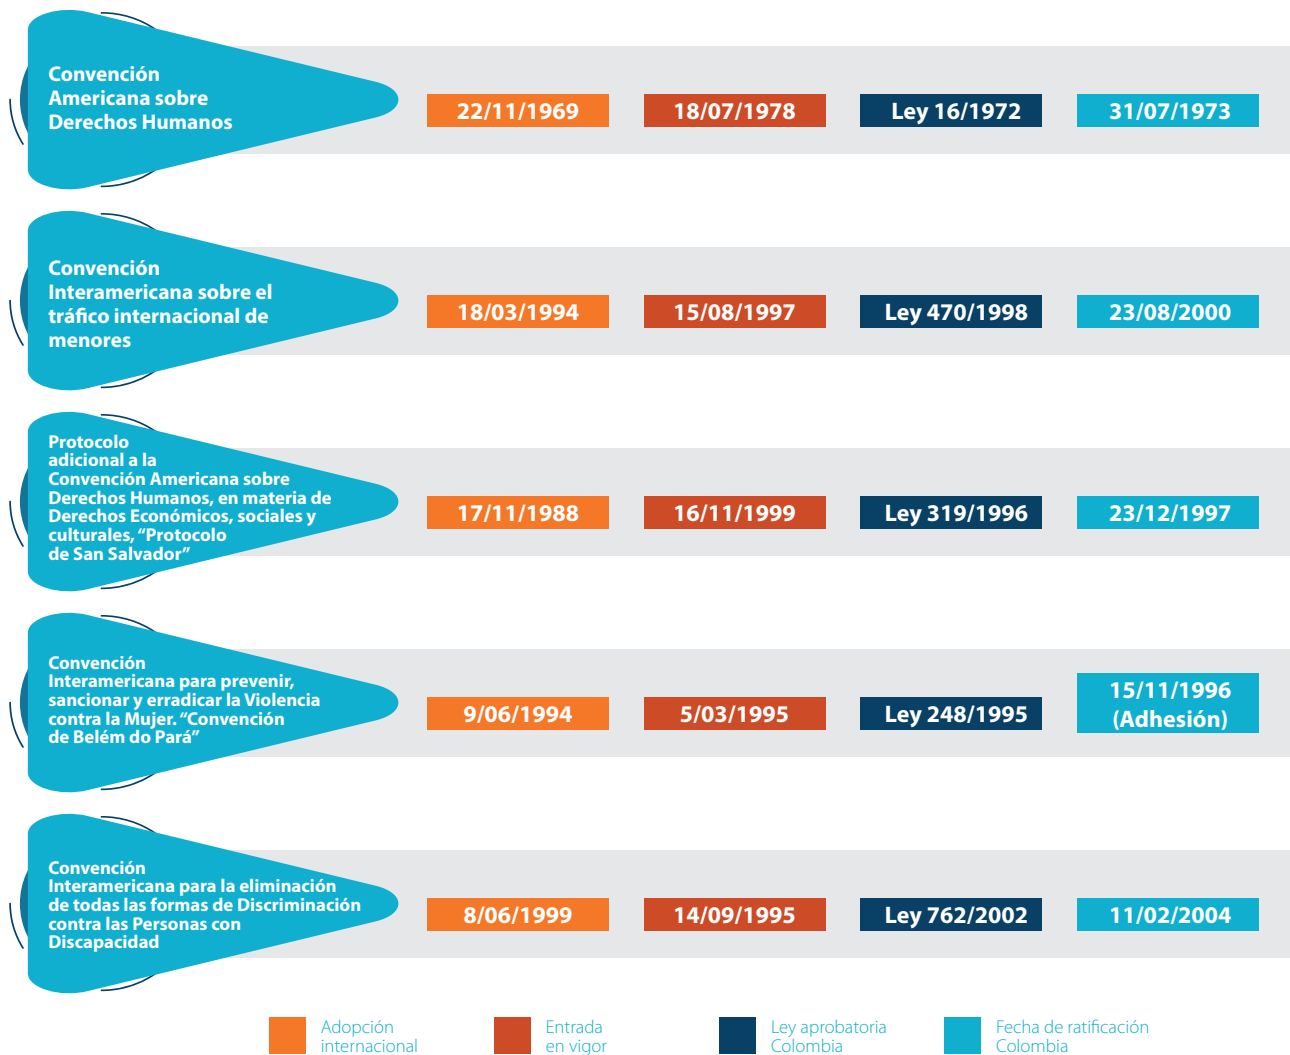 Convención
Americana sobre
Derechos Humanos
22/11/1969
18/07/1978
Ley 16/1972
31/07/1973
Convención
Interamericana sobre el
tráfico internacional de
menores
18/03/1994
15/08/1997
Ley 470/1998
23/08/2000
Protocolo
adicional a la
Convención Americana sobre
Derechos Humanos, en materia de
Derechos Económicos, sociales y
culturales, “Protocolo
de San Salvador”
17/11/1988
16/11/1999
Ley 319/1996
23/12/1997
Convención
Interamericana para prevenir,
sancionar y erradicar la Violencia
contra la Mujer. “Convención
de Belém do Pará”
9/06/1994
5/03/1995
Ley 248/1995
15/11/1996
(Adhesión)
Convención
Interamericana para la eliminación
de todas las formas de Discriminación
contra las Personas con
Discapacidad
8/06/1999
14/09/1995
Ley 762/2002
11/02/2004
Adopción
internacional
Entrada
en vigor
Ley aprobatoria
Colombia
Fecha de ratificación
Colombia